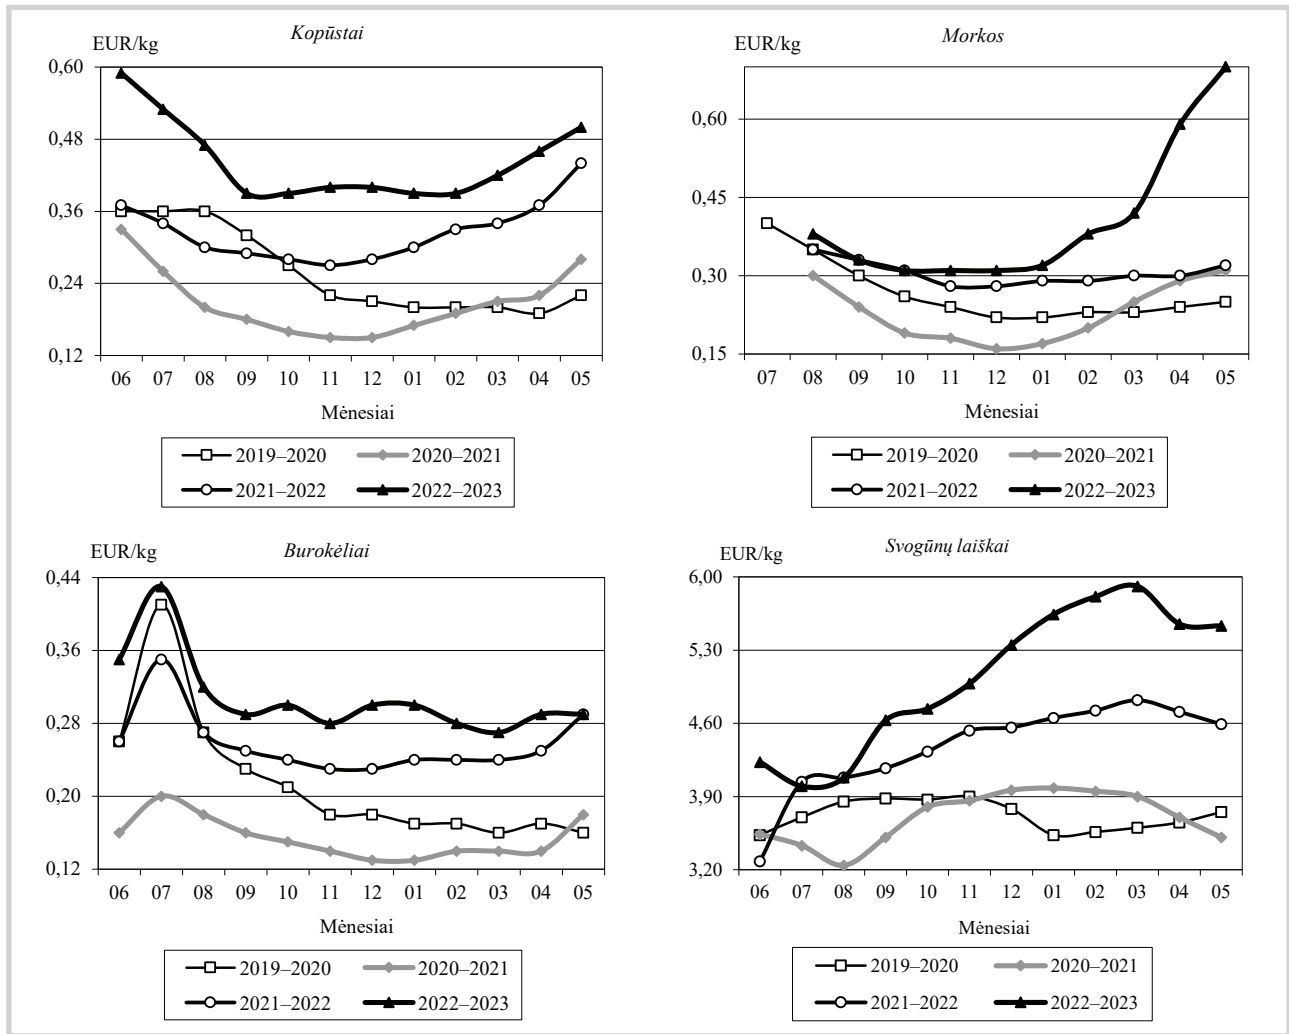 Kopūstai
EUR/kg
0,60
0,48
0,36
0,24
0,12
06 07 08 09 10 11 12 01 02 03 04 05
Mėnesiai
2019–2020 2020–2021
2021–2022 2022–2023
Morkos
EUR/kg
0,60
0,45
0,30
0,15
07 08 09 10 11 12 01 02 03 04 05
Mėnesiai
2019–2020 2020–2021
2021–2022 2022–2023
Burokėliai
EUR/kg
0,44
0,36
0,28
0,20
0,12
06 07 08 09 10 11 12 01 02 03 04 05
Mėnesiai
2019–2020 2020–2021
2021–2022 2022–2023
Svogūnų laiškai
EUR/kg
6,00
5,30
4,60
3,90
3,20
06 07 08 09 10 11 12 01 02 03 04 05
Mėnesiai
2019–2020 2020–2021
2021–2022 2022–2023